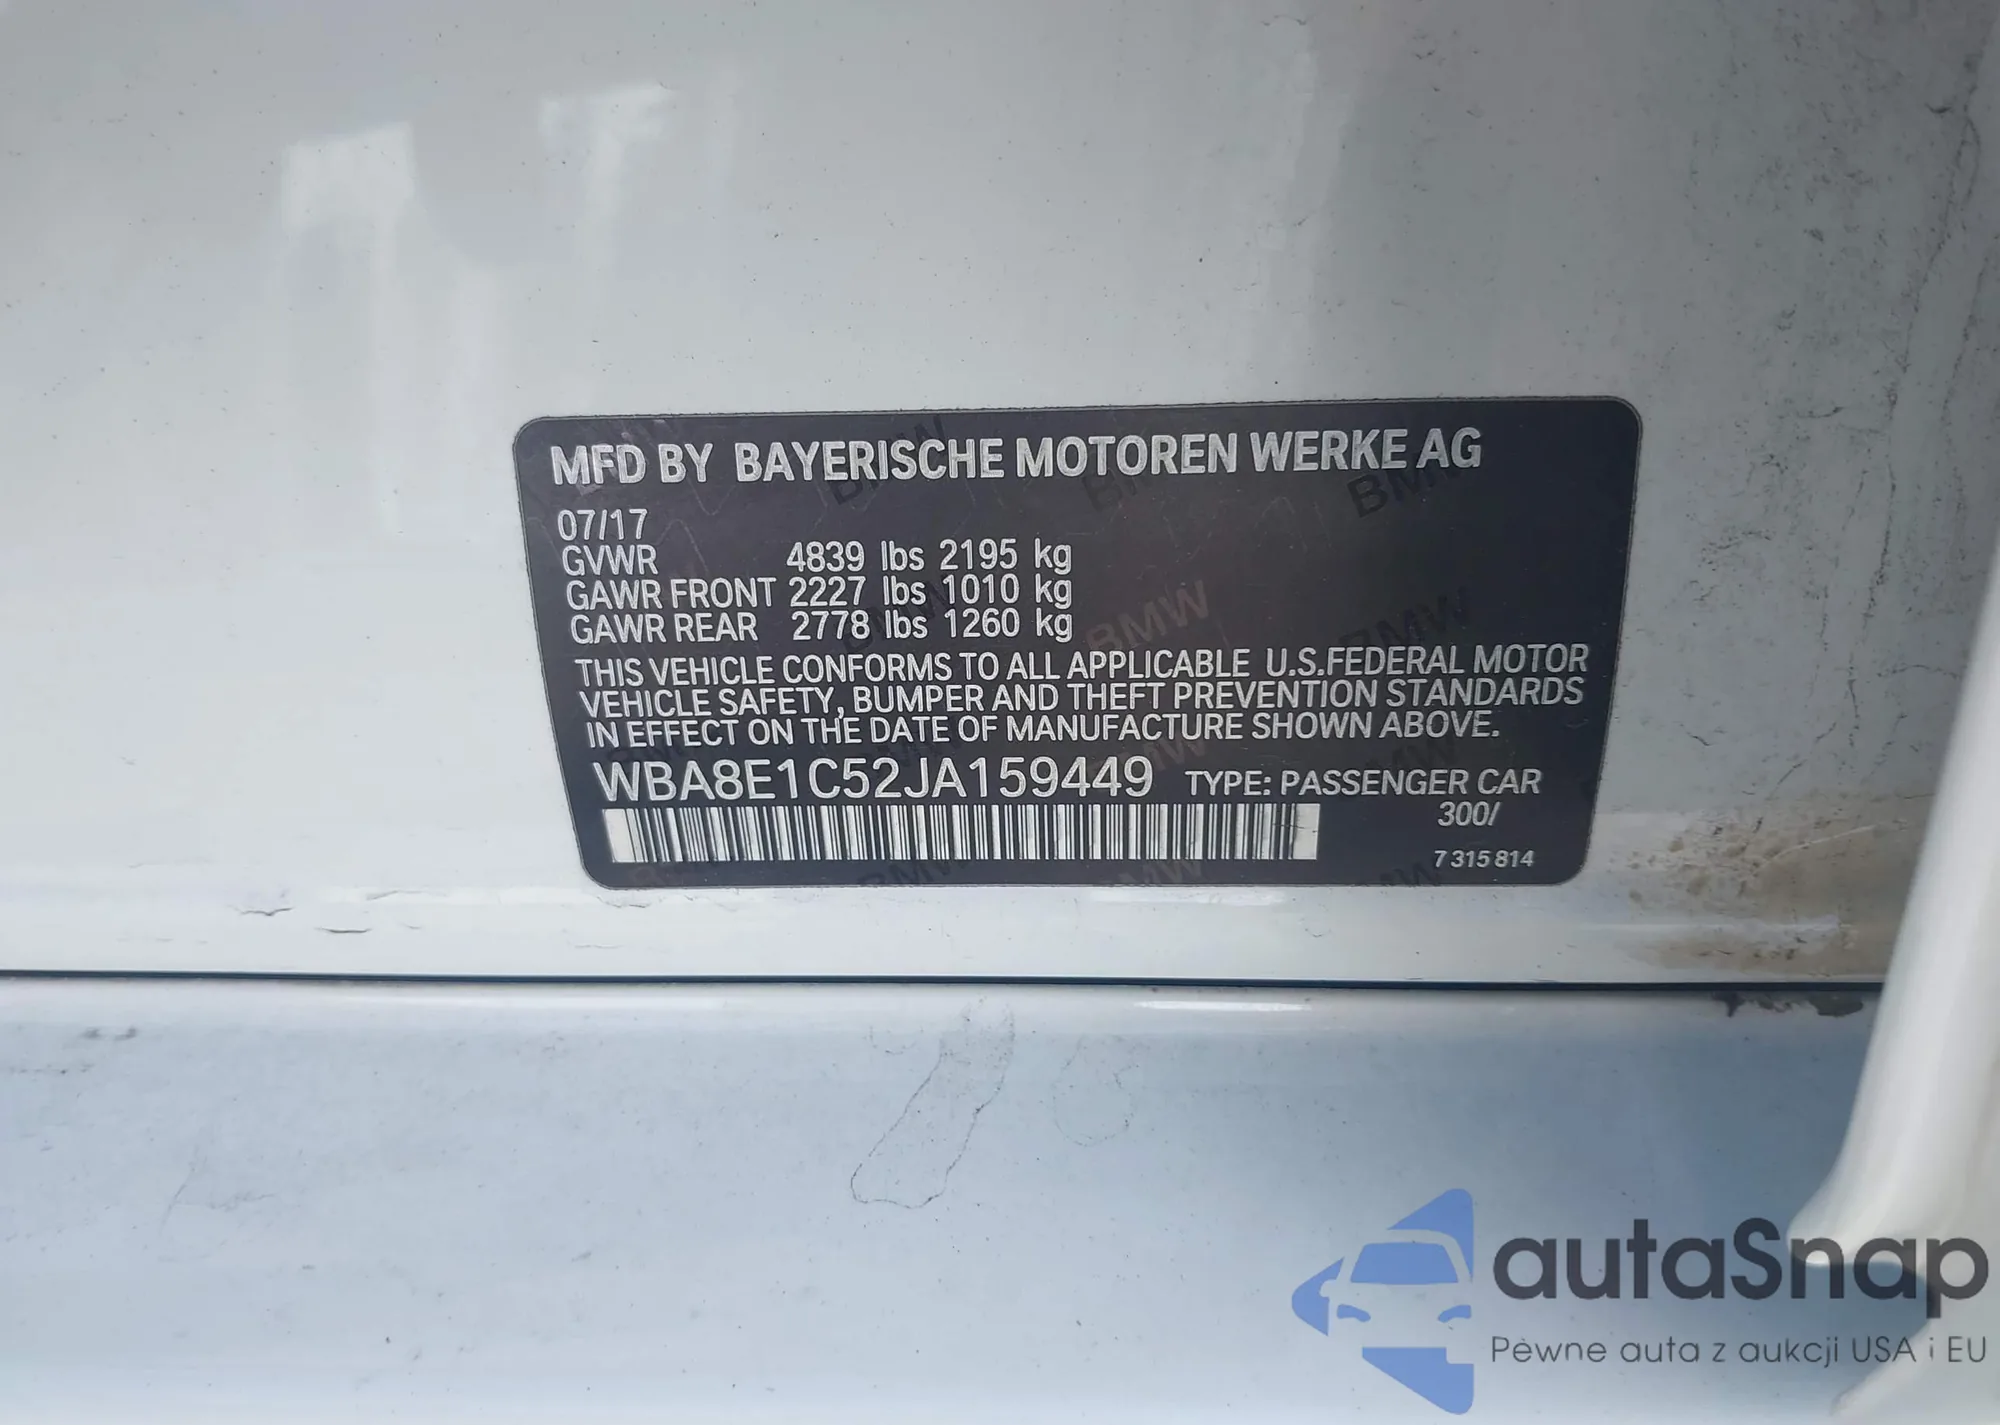 MFD BY BAYERISCHE MOTOREN WERKE AG
07/17
GVWR 4839 lbs 2195 kg
GAWR FRONT 2227 lbs 1010 kg
GAWR REAR 2778 lbs 1260 kg
THIS VEHICLE CONFORMS TO ALL APPLICABLE U.S.FEDERAL MOTOR
VEHICLE SAFETY, BUMPER AND THEFT PREVENTION STANDARDS
IN EFFECT ON THE DATE OF MANUFACTURE SHOWN ABOVE.
WBA8E1C52JA159449 TYPE: PASSENGER CAR
300/
7 315 814
autaSnap
Pewne auta z aukcji USA i EU